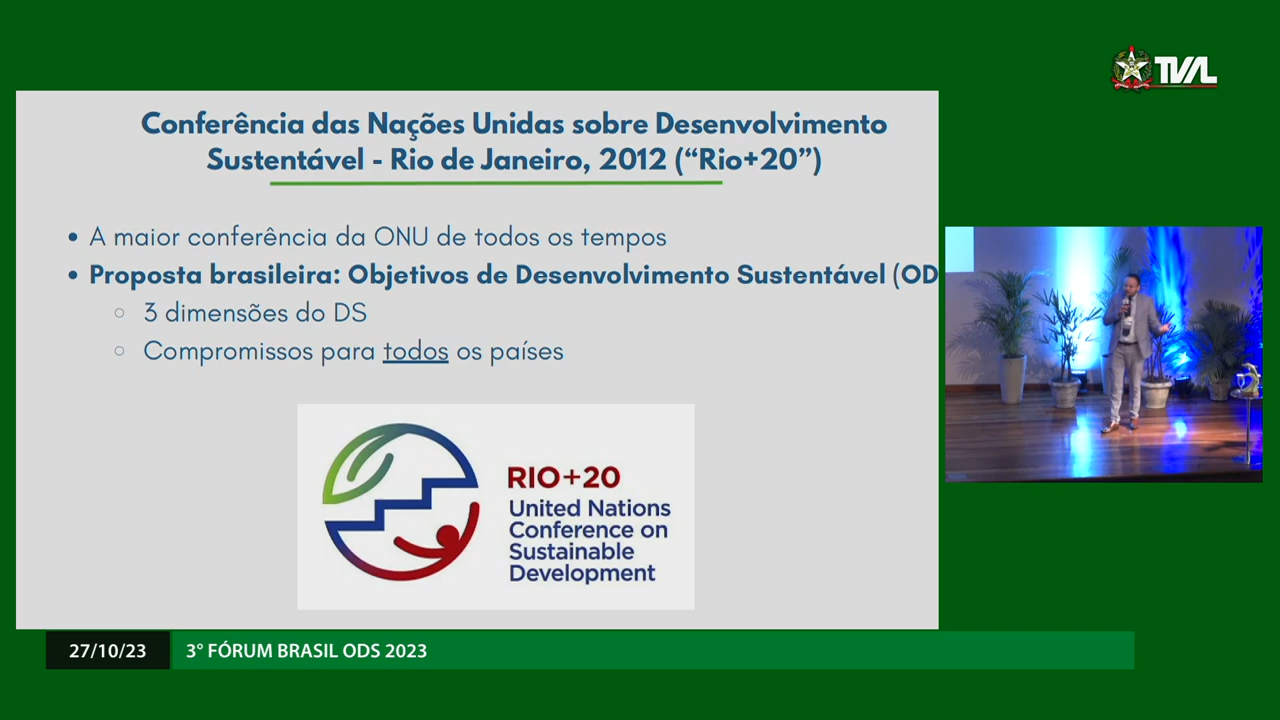 TVAL
Conferência das Nações Unidas sobre Desenvolvimento
Sustentável - Rio de Janeiro, 2012 (“Rio+20”)
• A maior conferência da ONU de todos os tempos
• Proposta brasileira: Objetivos de Desenvolvimento Sustentável (OD
○ 3 dimensões do DS
○ Compromissos para todos os países
RIO+20
United Nations
Conference on
Sustainable
Development
27/10/23
3° FÓRUM BRASIL ODS 2023